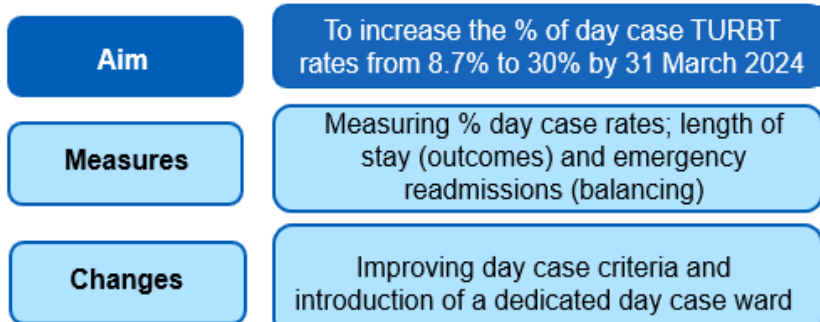 Aim
To increase the % of day case TURBT
rates from 8.7% to 30% by 31 March 2024
Measures
Measuring % day case rates; length of
stay (outcomes) and emergency
readmissions (balancing)
Changes
Improving day case criteria and
introduction of a dedicated day case ward